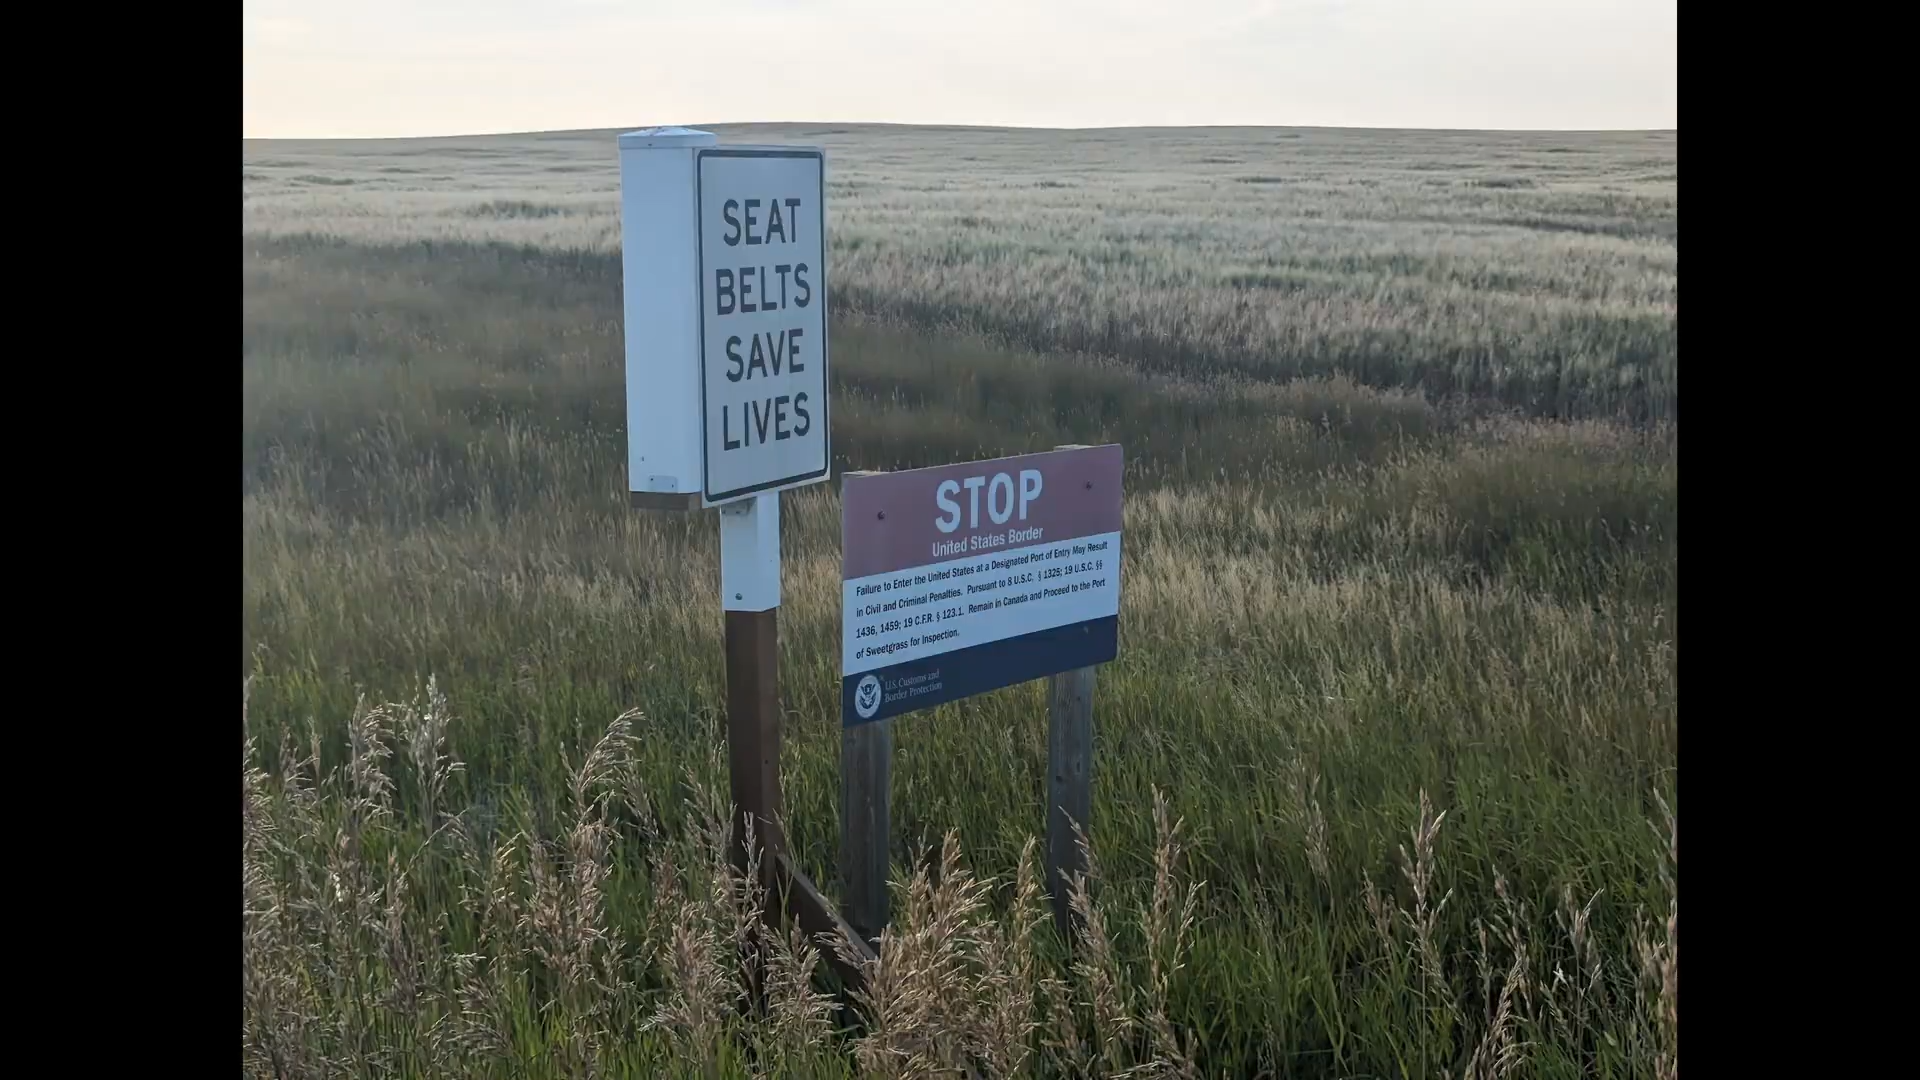 SEAT
BELTS
SAVE
LIVES
STOP
United States Border
Failure to Enter the United States at a Designated Port of Entry May Result
in Civil and Criminal Penalties. Pursuant to 8 U.S.C. § 1325; 19 U.S.C. §§
1436, 1459; 19 C.F.R. § 123.1. Remain in Canada and Proceed to the Port
of Sweetgrass for Inspection.
U.S. Customs and
Border Protection